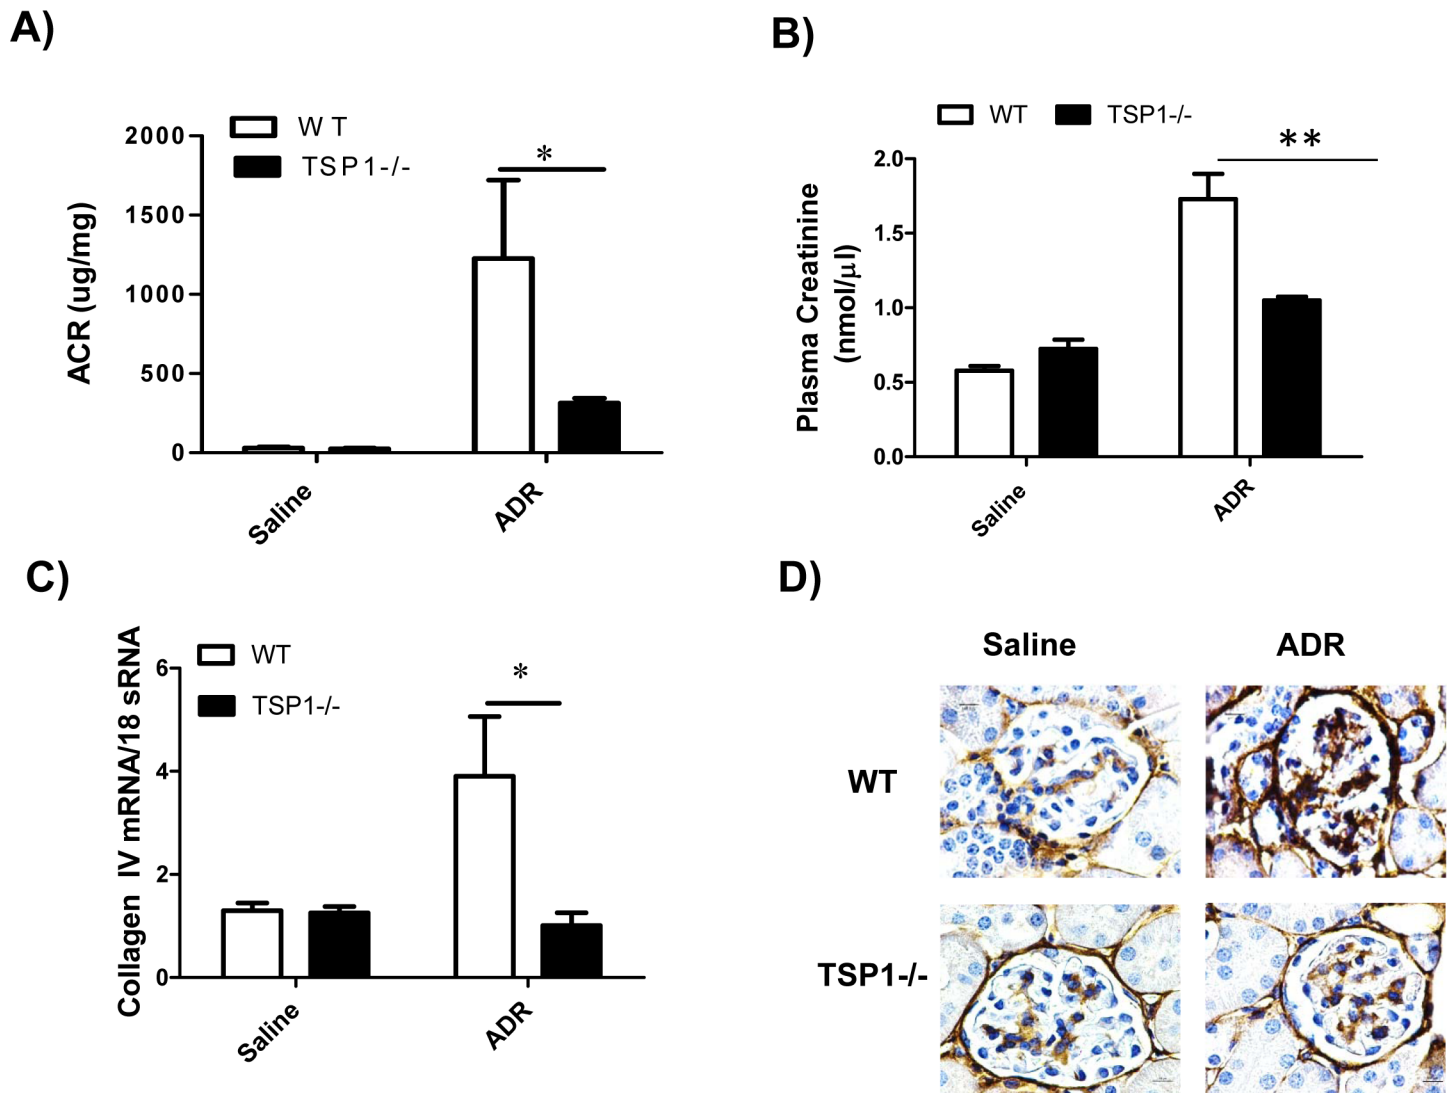 A)
W T
TSP1-/-
2000
1500
1000
500
0
ACR (ug/mg)
*
Saline
ADR
B)
WT
TSP1-/-
2.0
1.5
1.0
0.5
0.0
Plasma Creatinine
(nmol/μl)
**
Saline
ADR
C)
WT
TSP1-/-
6
4
2
0
Collagen IV mRNA/18 sRNA
*
Saline
ADR
D)
Saline
ADR
WT
TSP1-/-